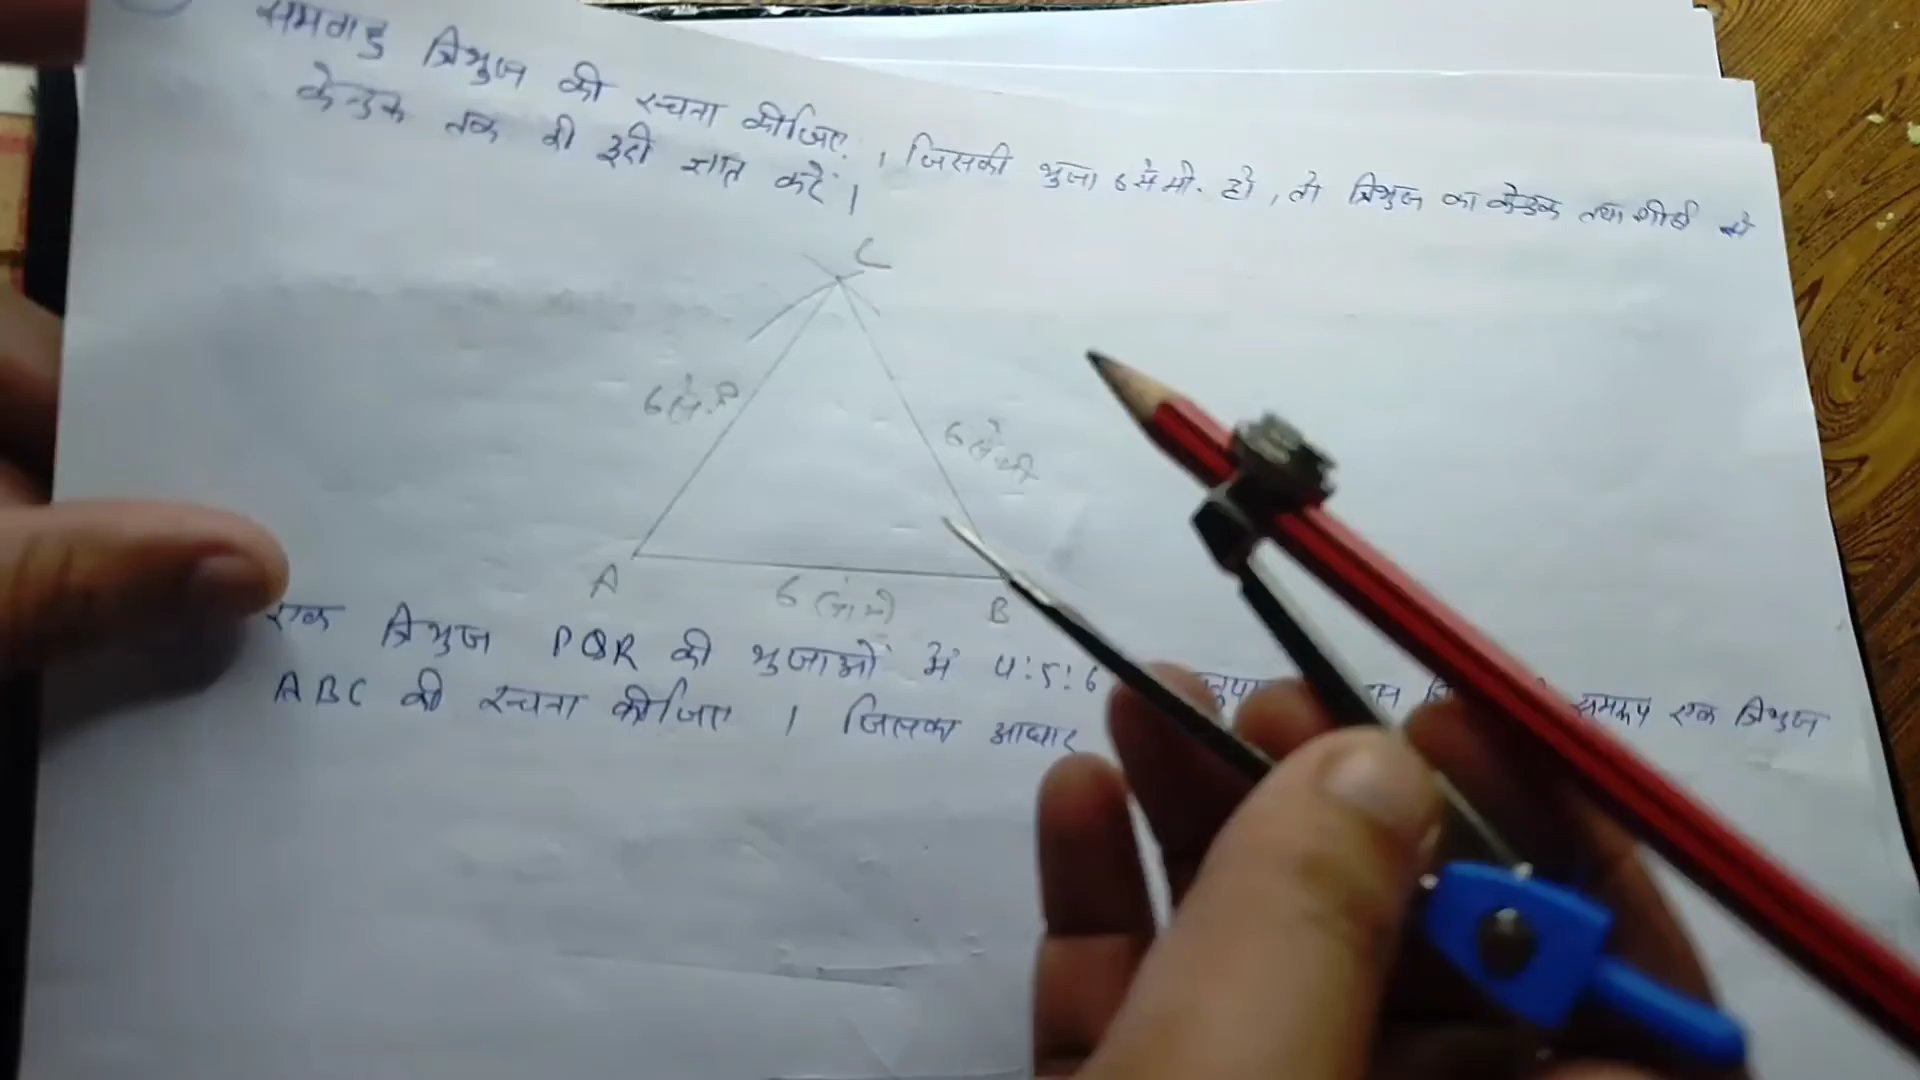 समबाहु त्रिभुज की रचना कीजिए । जिसकी भुजा 6 से मी. हो , तो त्रिभुज का केन्द्रक तथा शीर्ष से
केन्द्रक तक की दूरी ज्ञात करें ।
C
6 से.मी
6 से.मी
A
6 से.मी
B
एक त्रिभुज PQR की भुजाओं में 4:5:6 समरूप एक त्रिभुज
ABC की रचना कीजिए । जिसका आधार